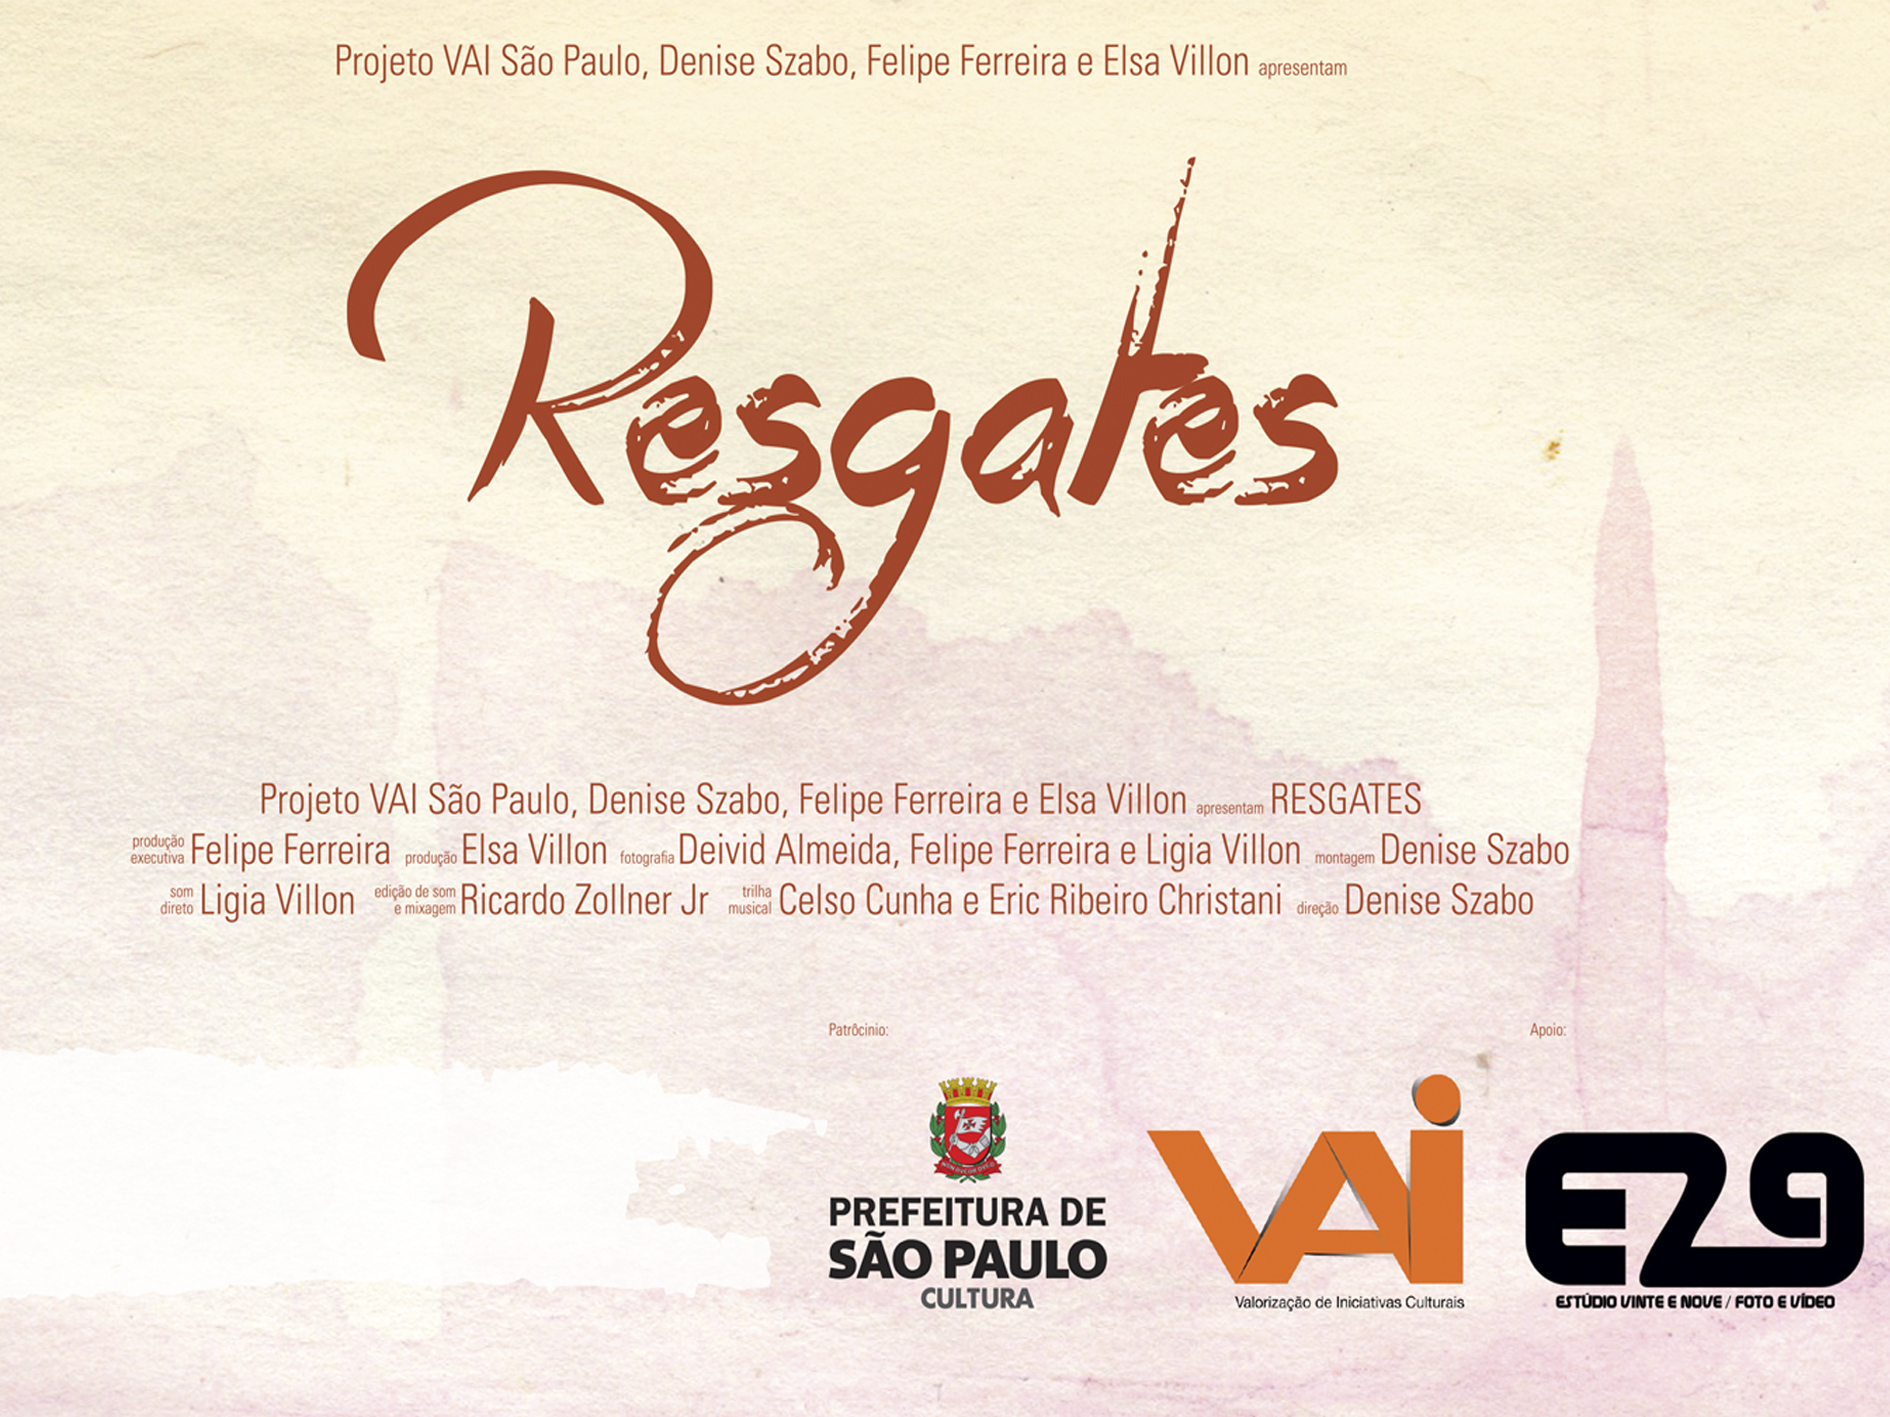 Projeto VAI São Paulo, Denise Szabo, Felipe Ferreira e Elsa Villon apresentam
Resgates
Projeto VAI São Paulo, Denise Szabo, Felipe Ferreira e Elsa Villon apresentam RESGATES
produção executiva Felipe Ferreira produção Elsa Villon fotografia Deivid Almeida, Felipe Ferreira e Ligia Villon montagem Denise Szabo
som direto Ligia Villon edição de som e mixagem Ricardo Zollner Jr trilha musical Celso Cunha e Eric Ribeiro Christani direção Denise Szabo
Patrôcinio:
Apoio:
NON DVCOR DVCO
PREFEITURA DE
SÃO PAULO
CULTURA
VAi
Valorização de Iniciativas Culturais
E29
ESTÚDIO VINTE E NOVE / FOTO E VÍDEO